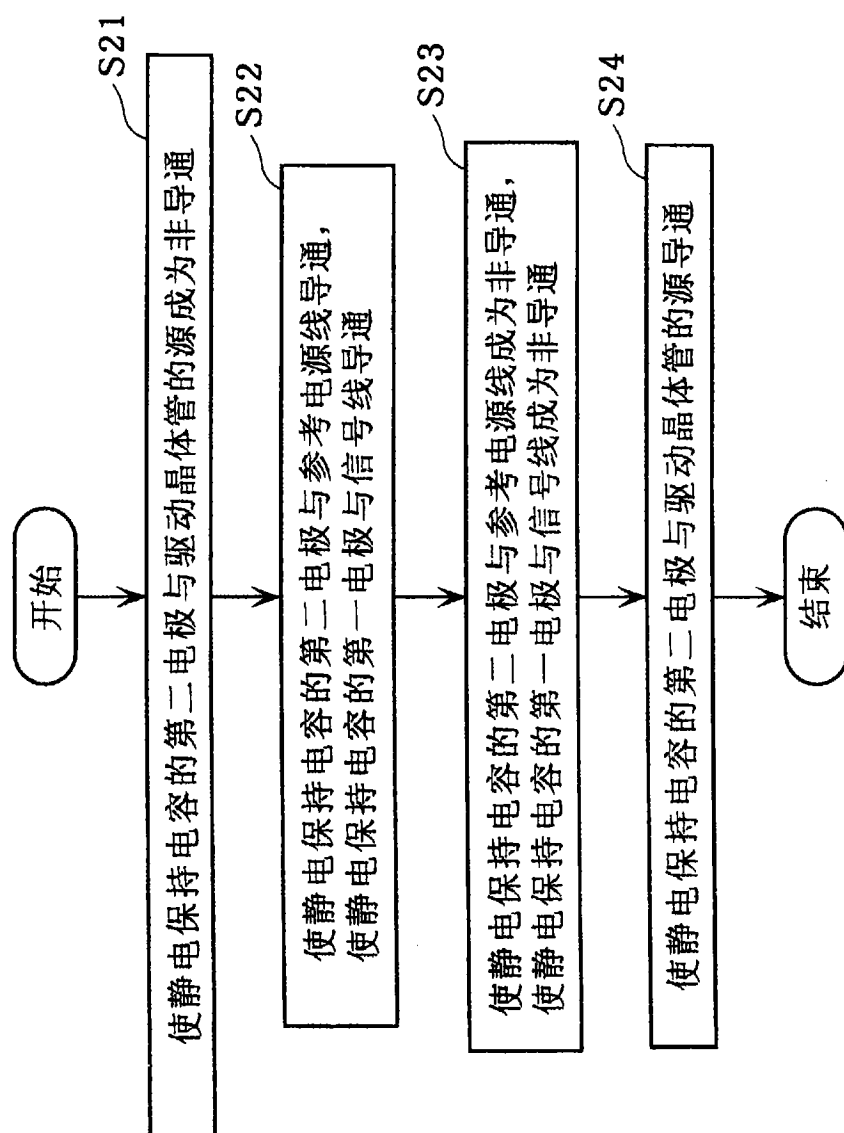 开始
S21
使静电保持电容的第二电极与驱动晶体管的源成为非导通
S22
使静电保持电容的第二电极与参考电源线导通,
使静电保持电容的第一电极与信号线导通
S23
使静电保持电容的第二电极与参考电源线成为非导通,
使静电保持电容的第一电极与信号线成为非导通
S24
使静电保持电容的第二电极与驱动晶体管的源导通
结束